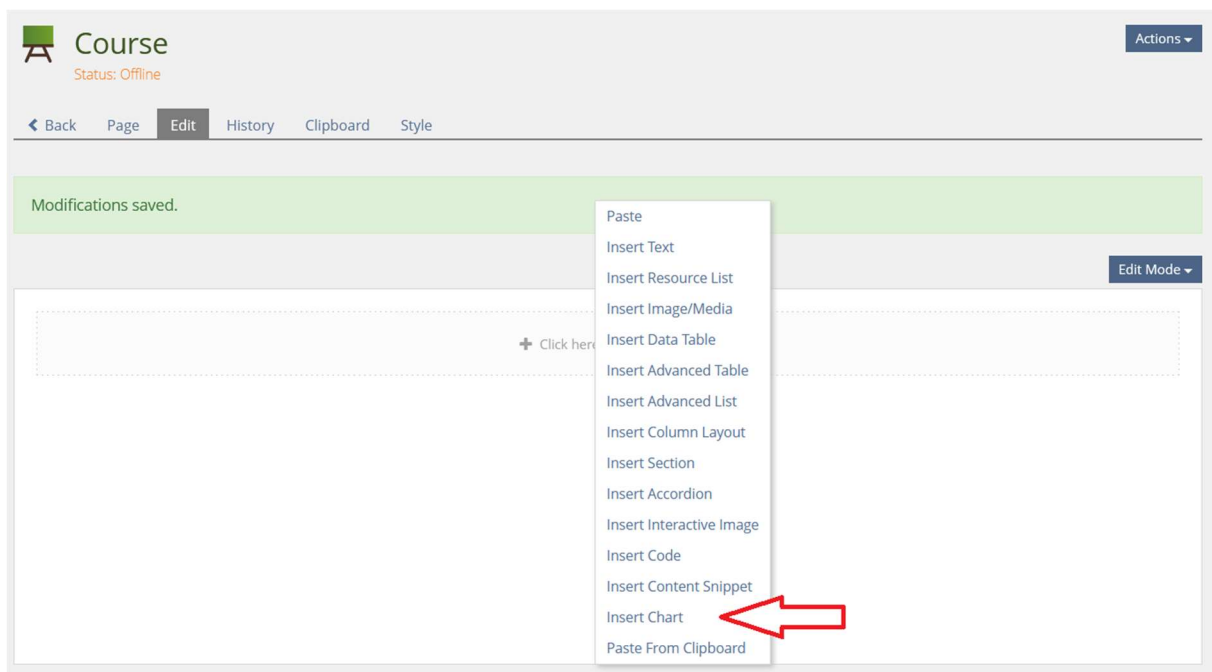 Course
Actions
Status: Offline
Back Page Edit History Clipboard Style
Modifications saved.
Paste
Insert Text
Edit Mode
Insert Resource List
Insert Image/Media
Click here
Insert Data Table
Insert Advanced Table
Insert Advanced List
Insert Column Layout
Insert Section
Insert Accordion
Insert Interactive Image
Insert Code
Insert Content Snippet
Insert Chart
Paste From Clipboard